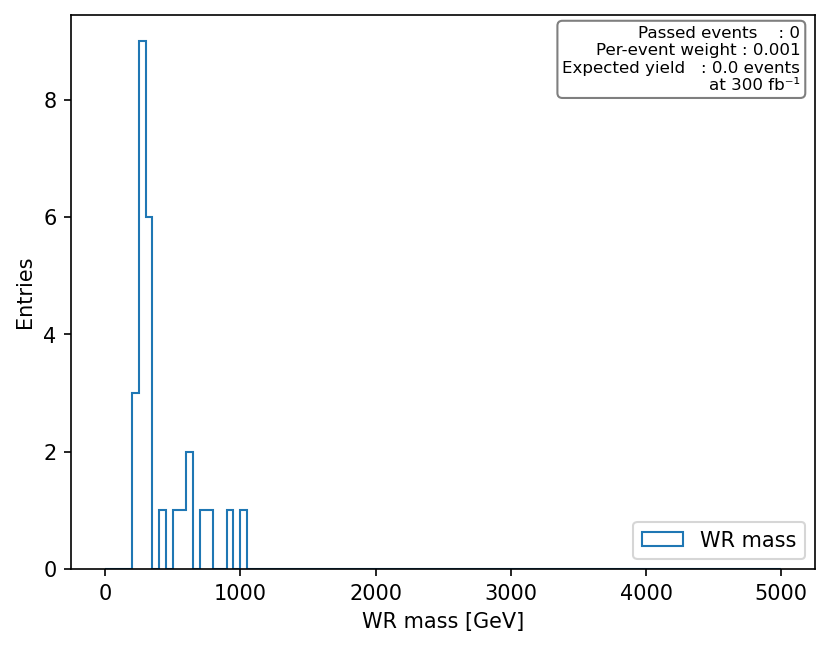 Passed events    : 0
Per-event weight : 0.001
Expected yield   : 0.0 events
at 300 fb⁻¹
8
6
4
2
0
Entries
WR mass
0 1000 2000 3000 4000 5000
WR mass [GeV]